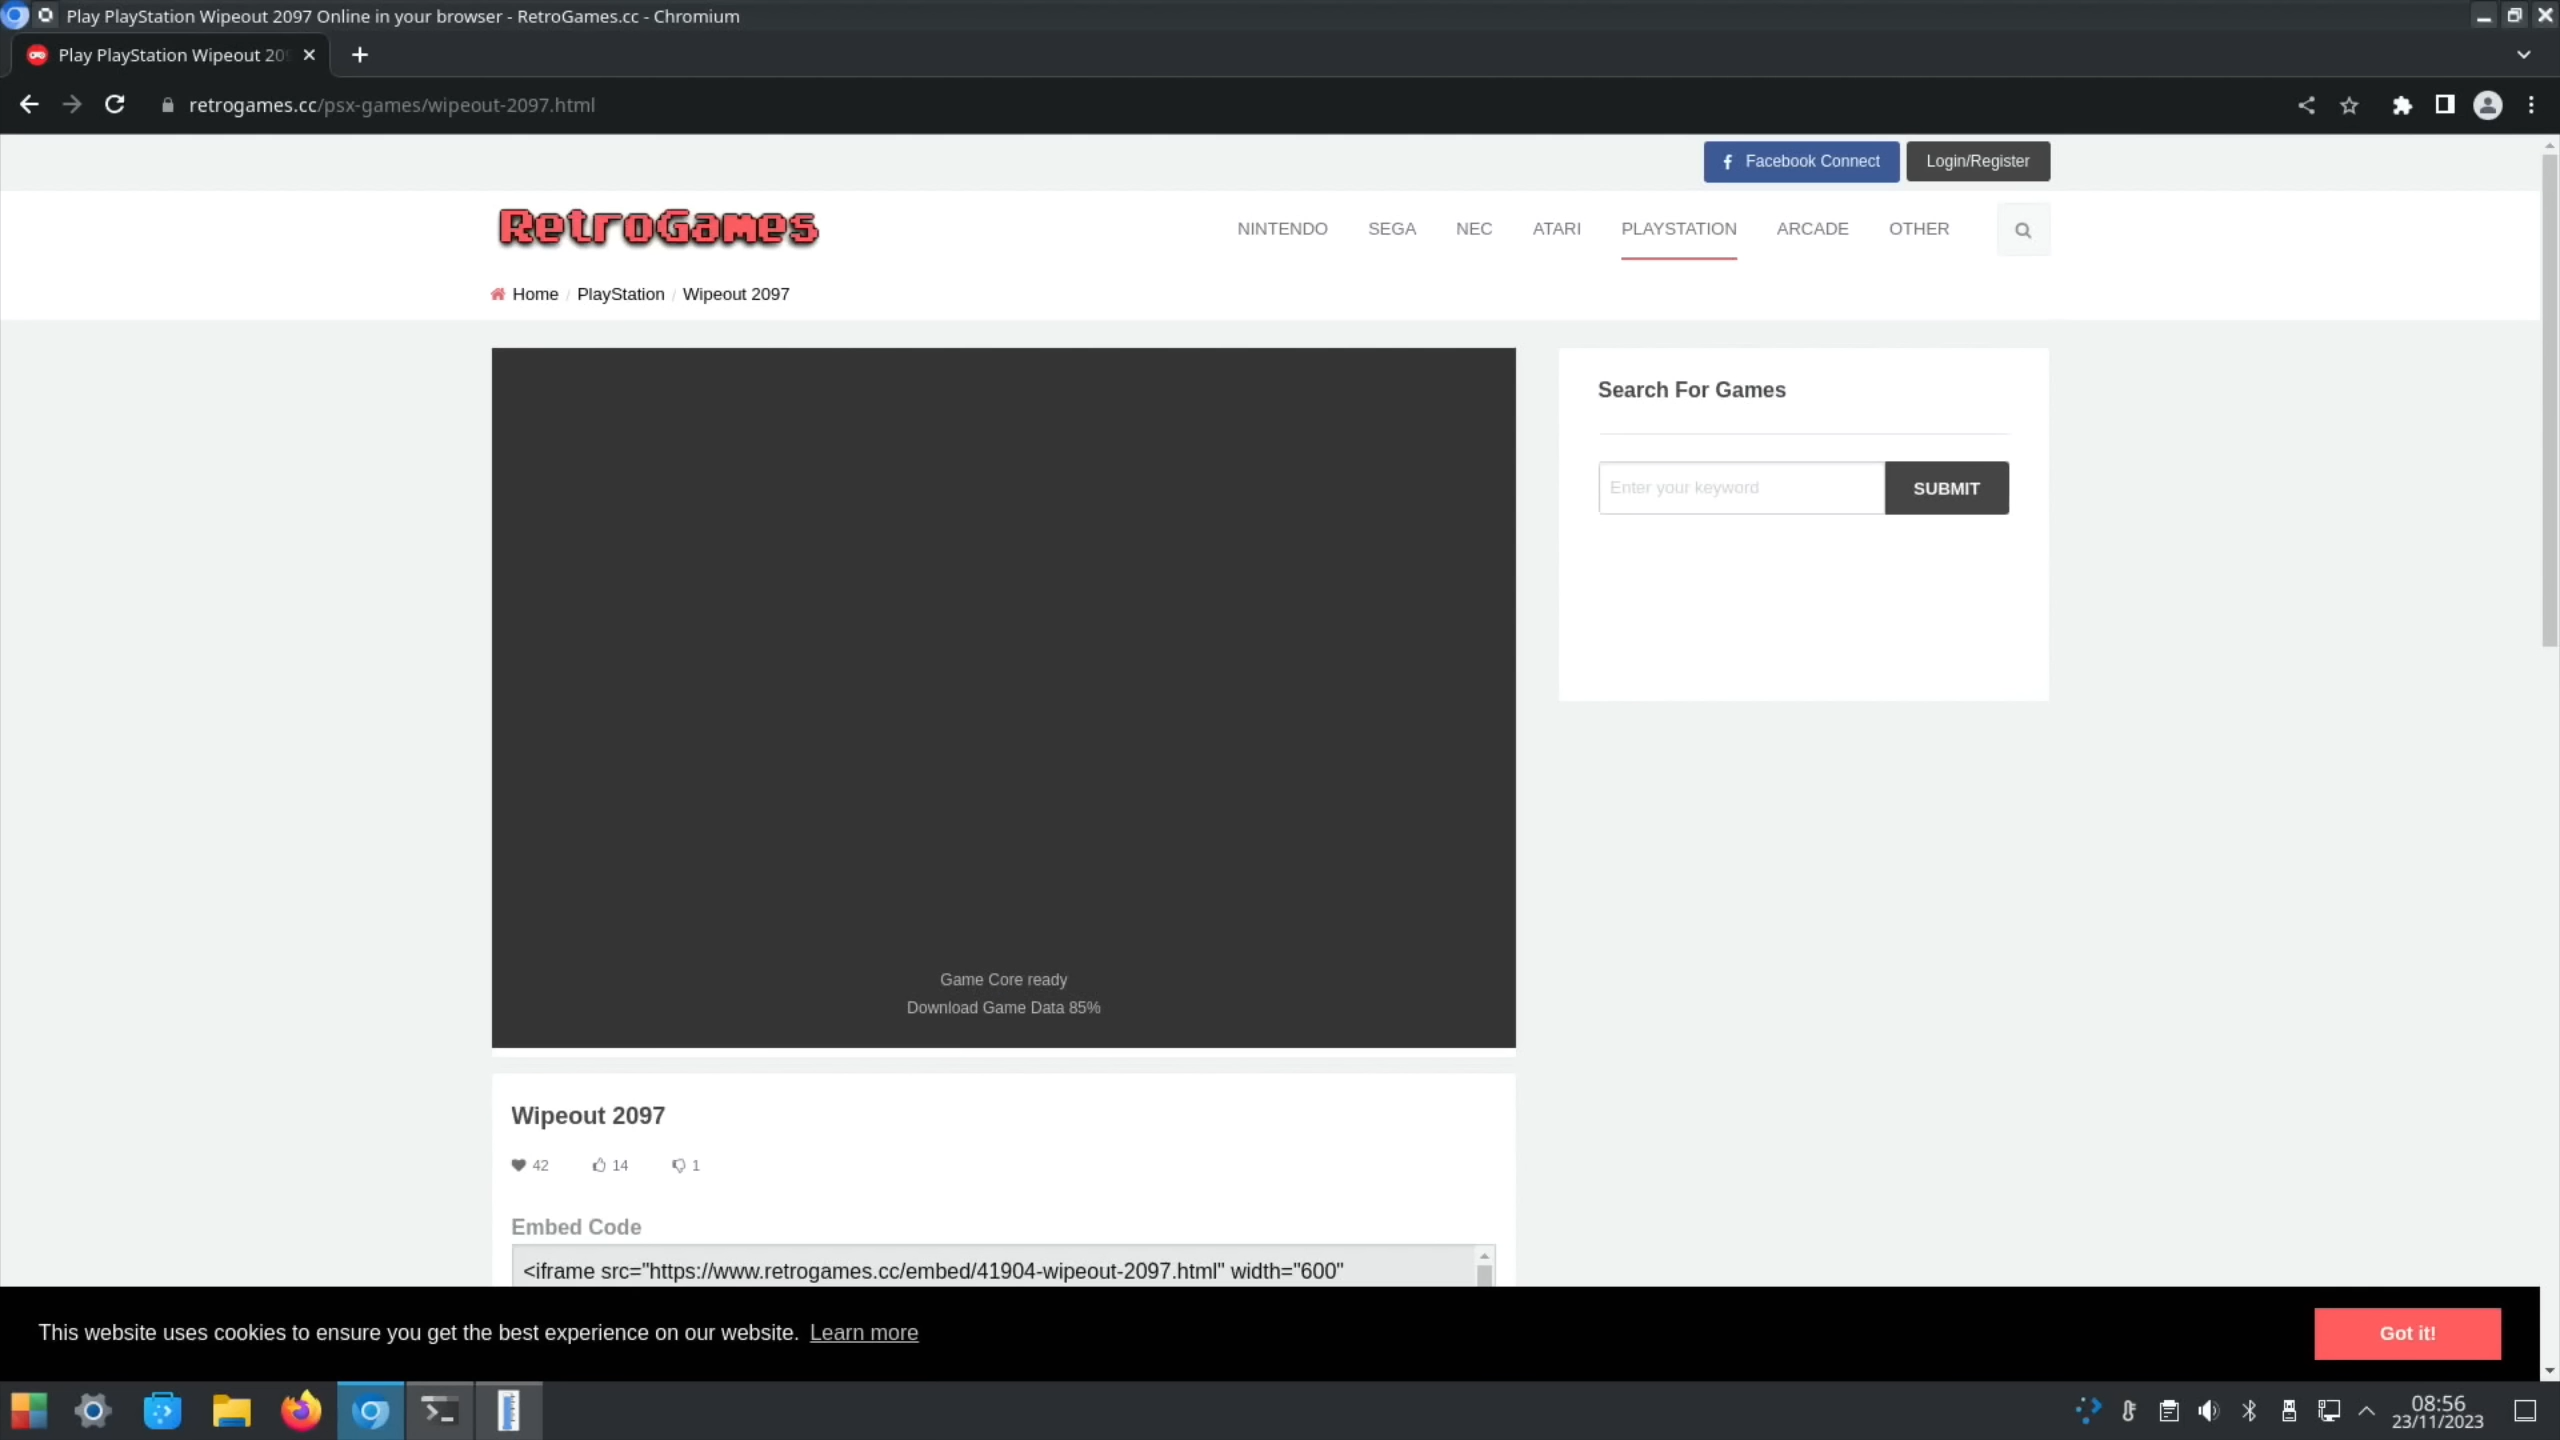 Play PlayStation Wipeout 2097 Online in your browser - RetroGames.cc - Chromium
Play PlayStation Wipeout 209
retrogames.cc/psx-games/wipeout-2097.html
Facebook Connect
Login/Register
RetroGames
NINTENDO SEGA NEC ATARI PLAYSTATION ARCADE OTHER
Home / PlayStation / Wipeout 2097
Search For Games
Enter your keyword
SUBMIT
Game Core ready
Download Game Data 85%
Wipeout 2097
42 14 1
Embed Code
<iframe src="https://www.retrogames.cc/embed/41904-wipeout-2097.html" width="600"
This website uses cookies to ensure you get the best experience on our website. Learn more
Got it!
08:56
23/11/2023